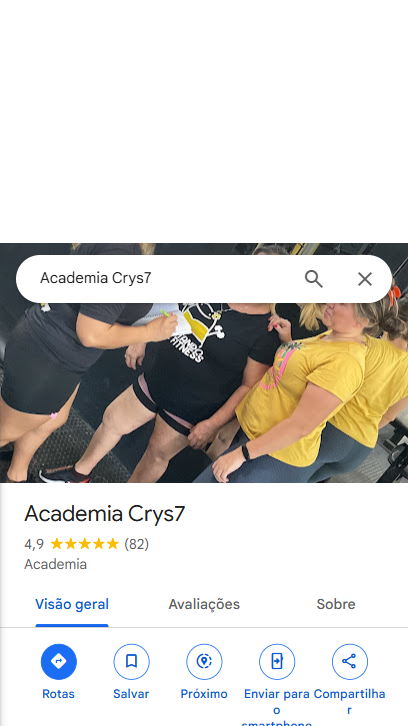 Academia Crys7
FITNESS
Academia Crys7
4,9 (82)
Academia
Visão geral Avaliações Sobre
Rotas Salvar Próximo Enviar para o smartphone Compartilhar